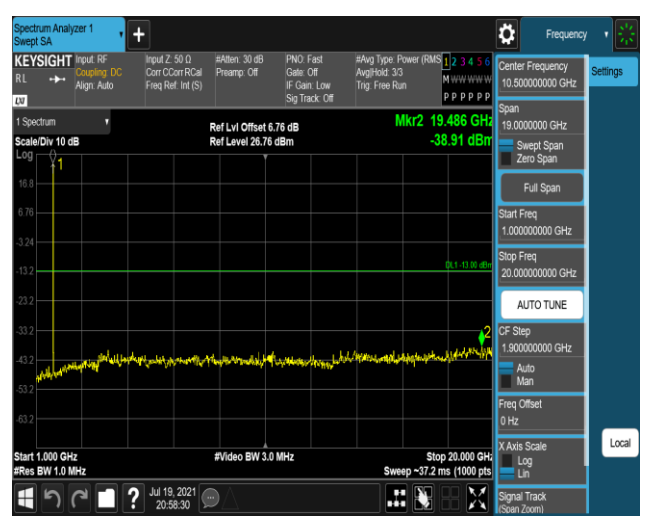 Spectrum Analyzer 1
Swept SA
+
Frequency
KEYSIGHT
RL
LXI
Input: RF
Coupling: DC
Align: Auto
Input Z: 50 Ω
Corr CCorr RCal
Freq Ref: Int (S)
#Atten: 30 dB
Preamp: Off
PNO: Fast
Gate: Off
IF Gain: Low
Sig Track: Off
#Avg Type: Power (RMS)
Avg|Hold: 3/3
Trig: Free Run
1 2 3 4 5 6
M W W W W W
P P P P P P
1 Spectrum
Scale/Div 10 dB
Ref Lvl Offset 6.76 dB
Ref Level 26.76 dBm
Mkr2 19.486 GHz
-38.91 dBm
Log
1
16.8
6.76
-3.24
-13.2
DL1 -13.00 dBm
-23.2
-33.2
2
-43.2
-53.2
-63.2
Start 1.000 GHz
#Video BW 3.0 MHz
Stop 20.000 GHz
#Res BW 1.0 MHz
Sweep ~37.2 ms (1000 pts
?
Jul 19, 2021
20:58:30
Center Frequency
10.500000000 GHz
Settings
Span
19.0000000 GHz
Swept Span
Zero Span
Full Span
Start Freq
1.000000000 GHz
Stop Freq
20.000000000 GHz
AUTO TUNE
CF Step
1.900000000 GHz
Auto
Man
Freq Offset
0 Hz
X Axis Scale
Log
Lin
Local
Signal Track
(Span Zoom)